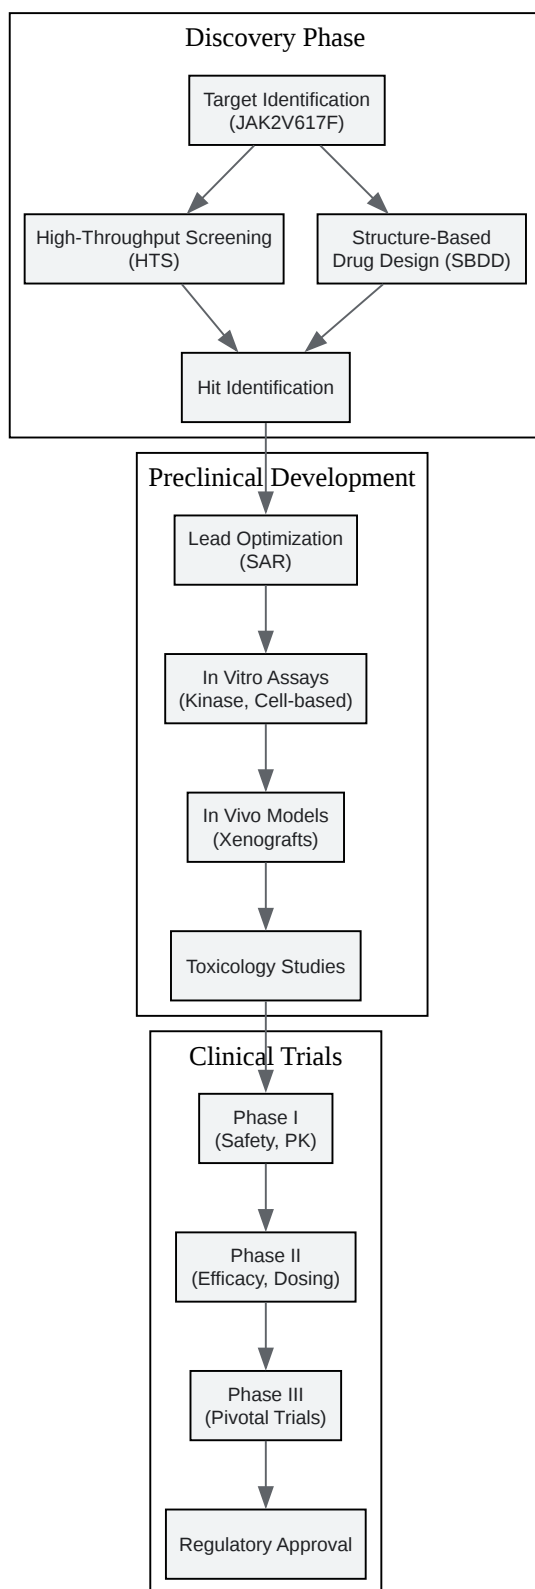 Discovery Phase
Target Identification
(JAK2V617F)
High-Throughput Screening
(HTS)
Structure-Based
Drug Design (SBDD)
Hit Identification
Preclinical Development
Lead Optimization
(SAR)
In Vitro Assays
(Kinase, Cell-based)
In Vivo Models
(Xenografts)
Toxicology Studies
Clinical Trials
Phase I
(Safety, PK)
Phase II
(Efficacy, Dosing)
Phase III
(Pivotal Trials)
Regulatory Approval